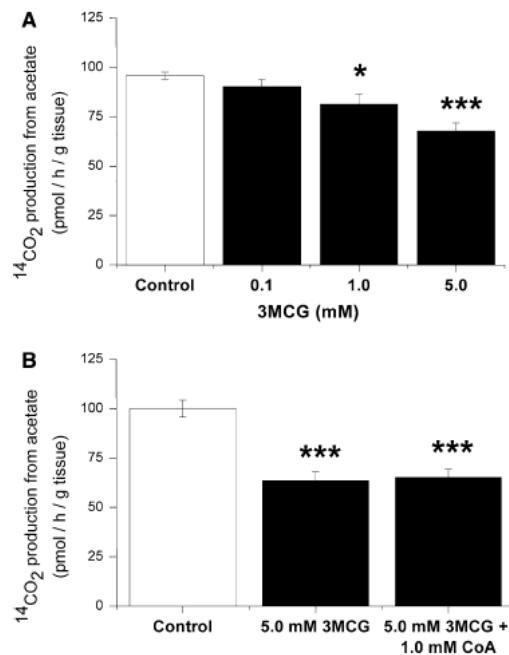 A
125
100
75
50
25
0
14CO2 production from acetate
(pmol / h / g tissue)
*
***
Control 0.1 1.0 5.0
3MCG (mM)
B
125
100
75
50
25
0
14CO2 production from acetate
(pmol / h / g tissue)
***
***
Control 5.0 mM 3MCG 5.0 mM 3MCG +
1.0 mM CoA